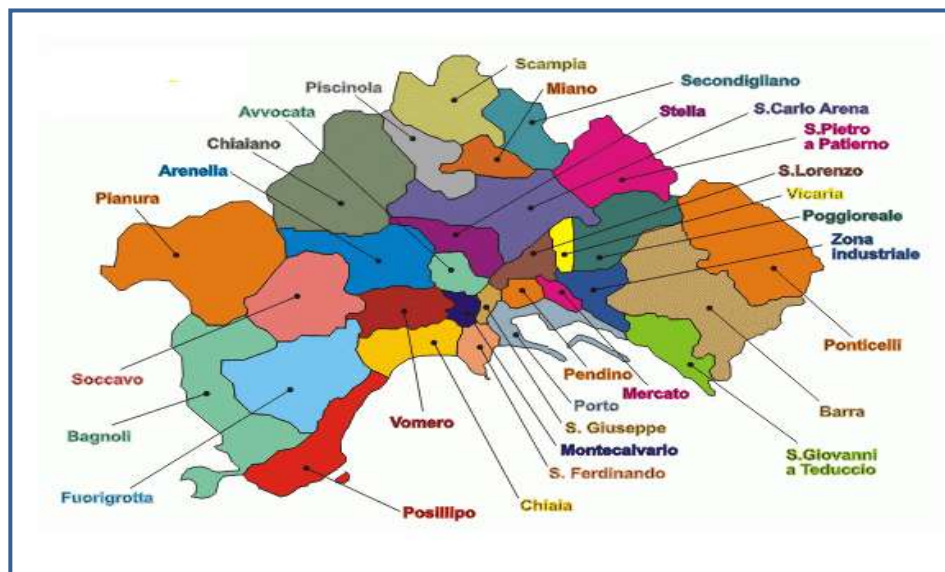 Scampia
Piscinola
Miano
Secondigliano
Avvocata
Stella
S.Carlo Arena
Chiaiano
S.Pietro
a Patierno
Arenella
S.Lorenzo
Pianura
Vicaria
Poggioreale
Zona
industriale
Ponticelli
Soccavo
Pendino
Mercato
Porto
Barra
Bagnoli
Vomero
S. Giuseppe
Montecalvario
S.Giovanni
a Teduccio
S. Ferdinando
Fuorigrotta
Chiaia
Posillipo